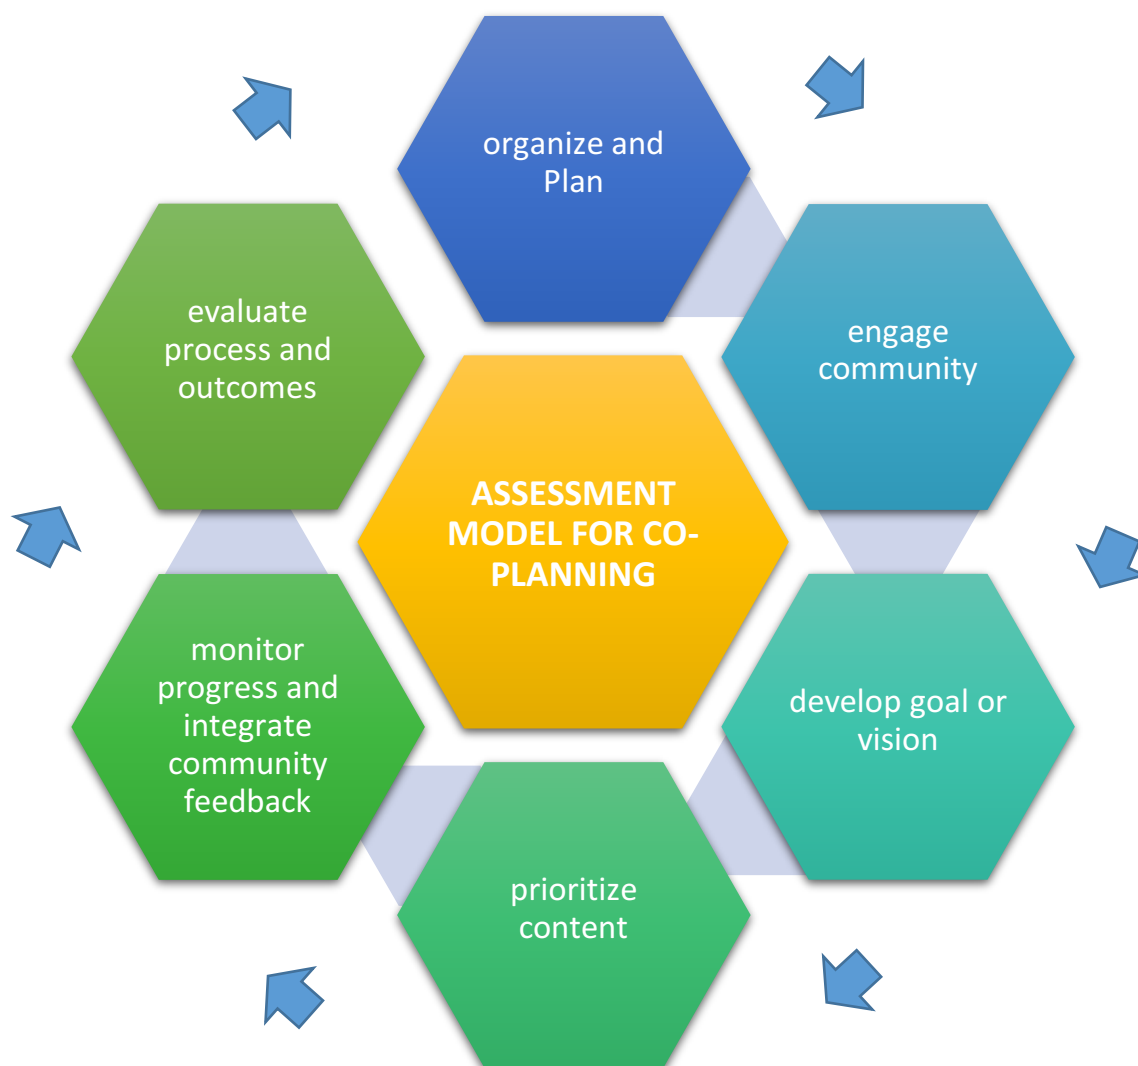 organize and
Plan
engage
community
develop goal or
vision
prioritize
content
monitor
progress and
integrate
community
feedback
evaluate
process and
outcomes
ASSESSMENT
MODEL FOR CO-
PLANNING